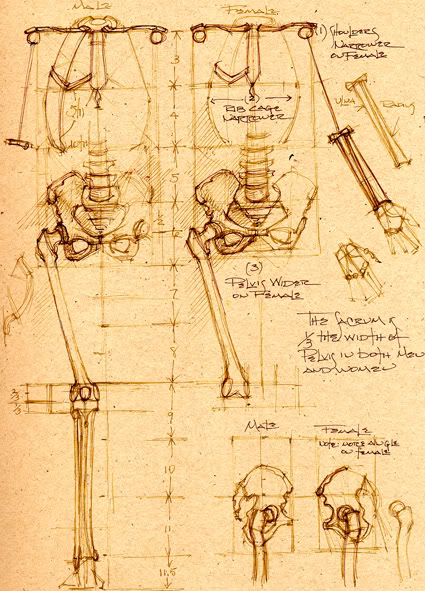 Male
Female
(1) Shoulders
Narrower
on Female
3
(2)
Rib Cage
Narrower
4
Ulna
Radius
5
6
(3)
Pelvis Wider
on Female
7
The Sacrum is
1/3 the width of
Pelvis in both Men
and Women
8
9
Male
Female
Note: more angle
on Female
10
11
11.5